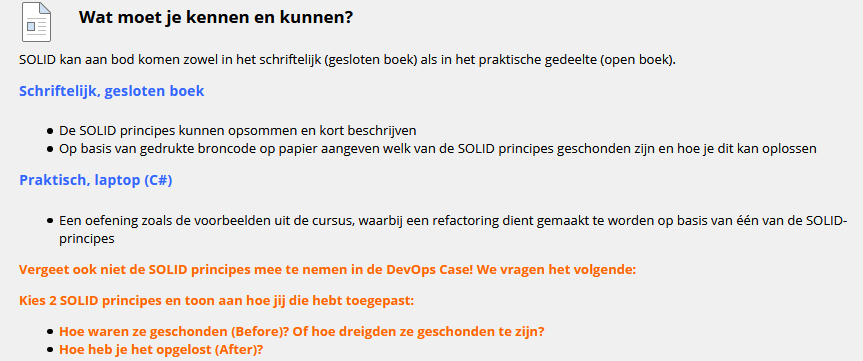 Wat moet je kennen en kunnen?
SOLID kan aan bod komen zowel in het schriftelijk (gesloten boek) als in het praktische gedeelte (open boek).
Schriftelijk, gesloten boek
De SOLID principes kunnen opsommen en kort beschrijven
Op basis van gedrukte broncode op papier aangeven welk van de SOLID principes geschonden zijn en hoe je dit kan oplossen
Praktisch, laptop (C#)
Een oefening zoals de voorbeelden uit de cursus, waarbij een refactoring dient gemaakt te worden op basis van één van de SOLID-
principes
Vergeet ook niet de SOLID principes mee te nemen in de DevOps Case! We vragen het volgende:
Kies 2 SOLID principes en toon aan hoe jij die hebt toegepast:
Hoe waren ze geschonden (Before)? Of hoe dreigden ze geschonden te zijn?
Hoe heb je het opgelost (After)?